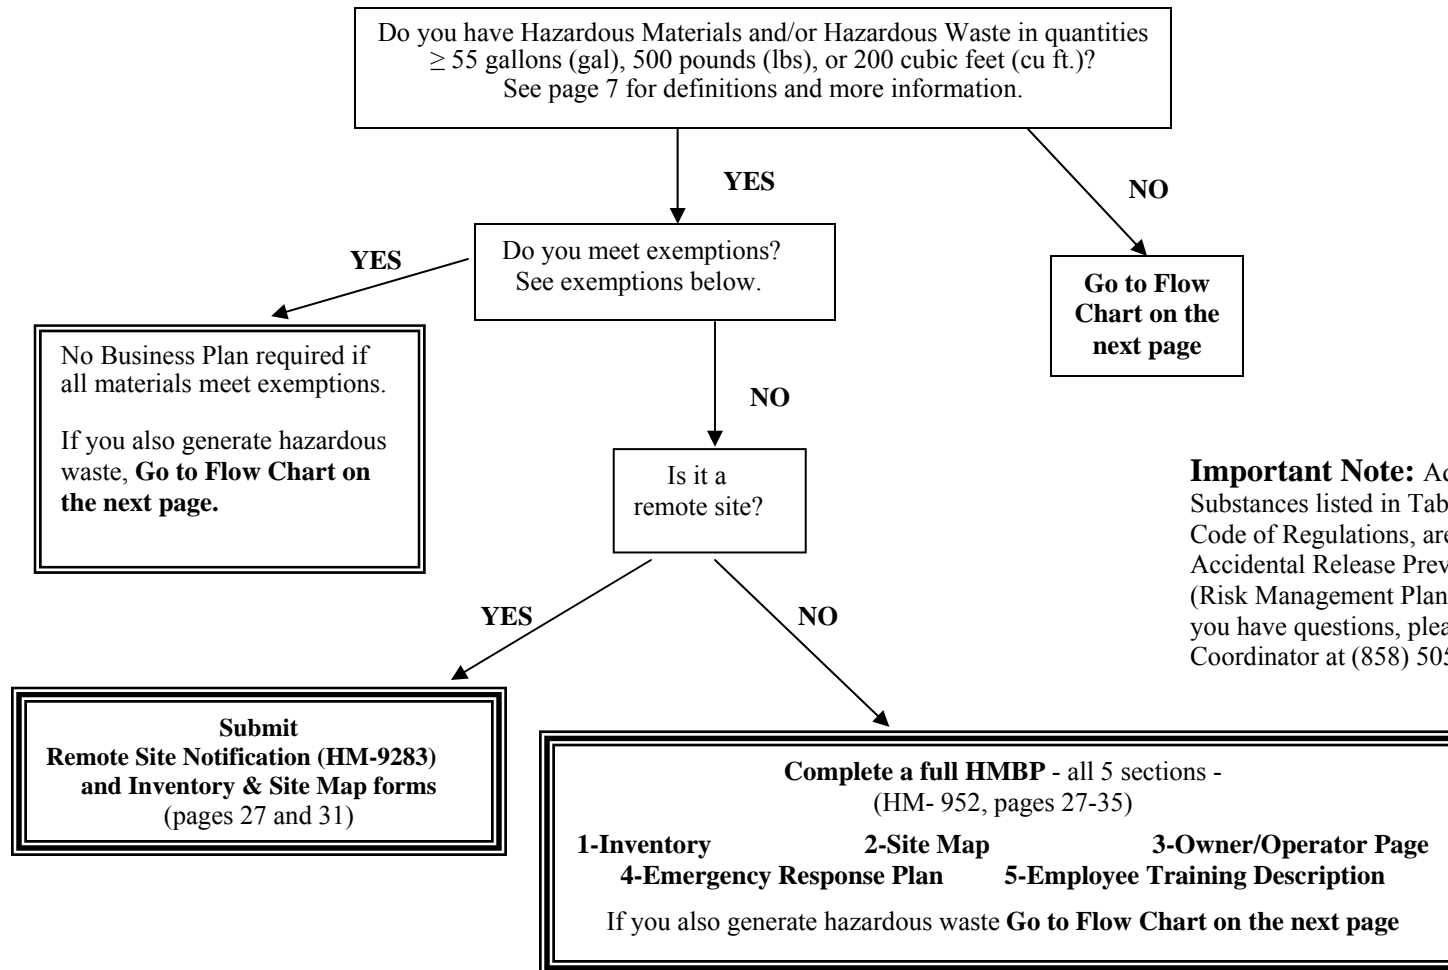 Do you have Hazardous Materials and/or Hazardous Waste in quantities
≥ 55 gallons (gal), 500 pounds (lbs), or 200 cubic feet (cu ft.)?
See page 7 for definitions and more information.
YES
NO
Do you meet exemptions?
See exemptions below.
YES
Go to Flow
Chart on the
next page
No Business Plan required if
all materials meet exemptions.
If you also generate hazardous
waste, Go to Flow Chart on
the next page.
NO
Is it a
remote site?
Important Note:
Substances listed in
Code of Regulations,
Accidental Release
(Risk Management Plan
you have questions,
Coordinator at (858)
YES
NO
Submit
Remote Site Notification (HM-9283)
and Inventory & Site Map forms
(pages 27 and 31)
Complete a full HMBP - all 5 sections -
(HM- 952, pages 27-35)
1-Inventory 2-Site Map 3-Owner/Operator Page
4-Emergency Response Plan 5-Employee Training Description
If you also generate hazardous waste Go to Flow Chart on the next page